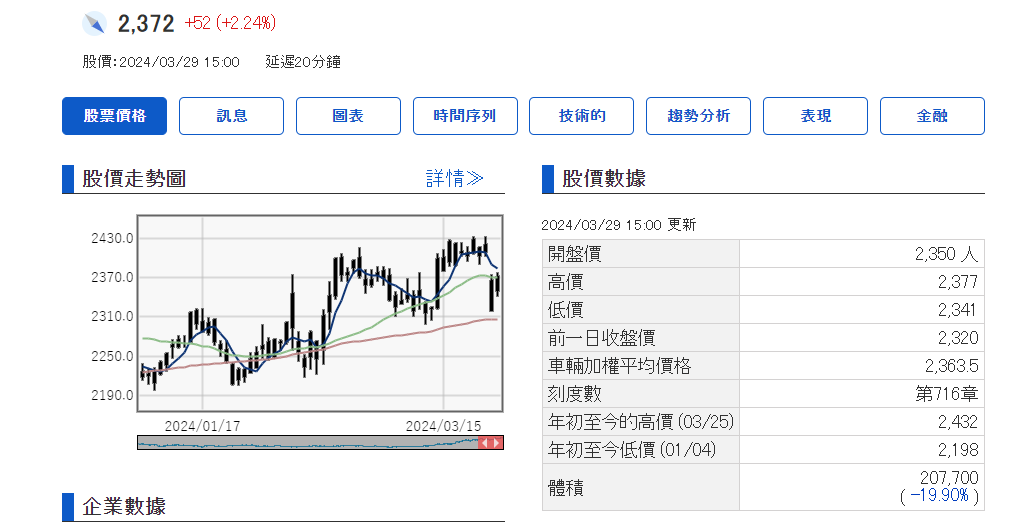 2,372 +52 (+2.24%)
股價:2024/03/29 15:00 延遲20分鐘
股票價格 訊息 圖表 時間序列 技術的 趨勢分析 表現 金融
股價走勢圖 詳情≫
2430.0
2370.0
2310.0
2250.0
2190.0
2024/01/17 2024/03/15
企業數據
股價數據
2024/03/29 15:00 更新
開盤價 2,350 人
高價 2,377
低價 2,341
前一日收盤價 2,320
車輛加權平均價格 2,363.5
刻度數 第716章
年初至今的高價 (03/25) 2,432
年初至今低價 (01/04) 2,198
體積 207,700
( −19.90% )